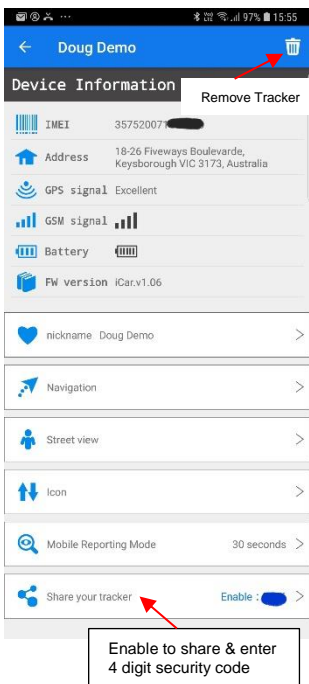 97% 15:55
Doug Demo
Device Information
Remove Tracker
IMEI 357520071
Address 18-26 Fiveways Boulevarde,
Keysborough VIC 3173, Australia
GPS signal Excellent
GSM signal
Battery
FW version iCar.v1.06
nickname Doug Demo
Navigation
Street view
Icon
Mobile Reporting Mode 30 seconds
Share your tracker Enable :
Enable to share & enter
4 digit security code